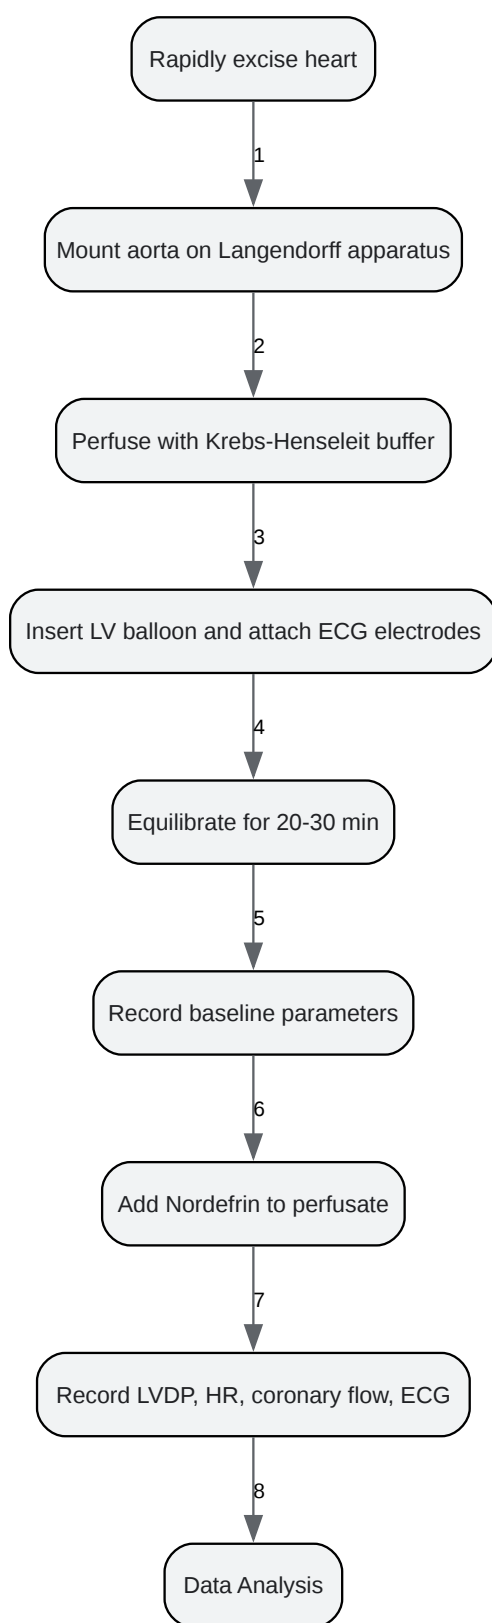 Rapidly excise heart
1
Mount aorta on Langendorff apparatus
2
Perfuse with Krebs-Henseleit buffer
3
Insert LV balloon and attach ECG electrodes
4
Equilibrate for 20-30 min
5
Record baseline parameters
6
Add Nordefrin to perfusate
7
Record LVDP, HR, coronary flow, ECG
8
Data Analysis